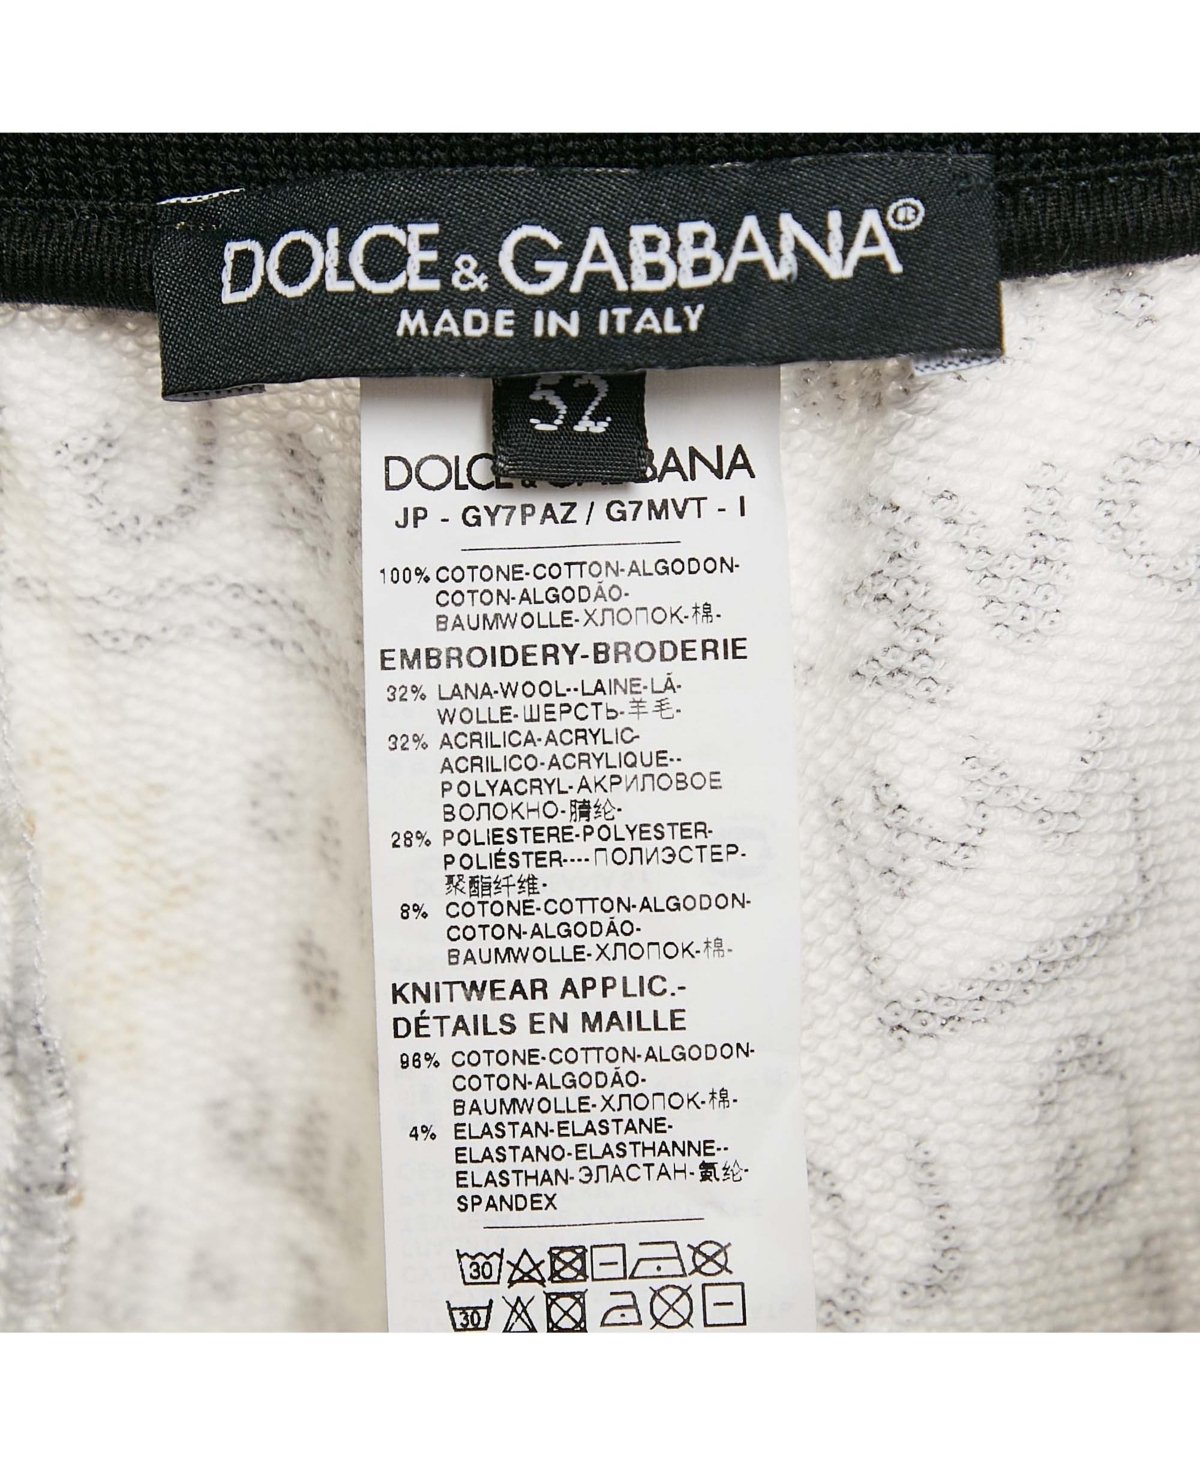 DOLCE & GABBANA®
MADE IN ITALY
52
DOLCE & GABBANA
JP - GY7PAZ / G7MVT - I
100% COTONE-COTTON-ALGODON-
COTON-ALGODÃO-
BAUMWOLLE-ХЛОПОК-棉-
EMBROIDERY-BRODERIE
32% LANA-WOOL--LAINE-LÃ-
WOLLE-ШЕРСТЬ-羊毛-
32% ACRILICA-ACRYLIC-
ACRILICO-ACRYLIQUE--
POLYACRYL-АКРИЛОВОЕ
ВОЛОКНО-腈纶-
28% POLIESTERE-POLYESTER-
POLIÉSTER----ПОЛИЭСТЕР-
聚酯纤维-
8% COTONE-COTTON-ALGODON-
COTON-ALGODÃO-
BAUMWOLLE-ХЛОПОК-棉-
KNITWEAR APPLIC.-
DÉTAILS EN MAILLE
96% COTONE-COTTON-ALGODON-
COTON-ALGODÃO-
BAUMWOLLE-ХЛОПОК-棉-
4% ELASTAN-ELASTANE-
ELASTANO-ELASTHANNE--
ELASTHAN-ЭЛАСТАН-氨纶-
SPANDEX
30
30